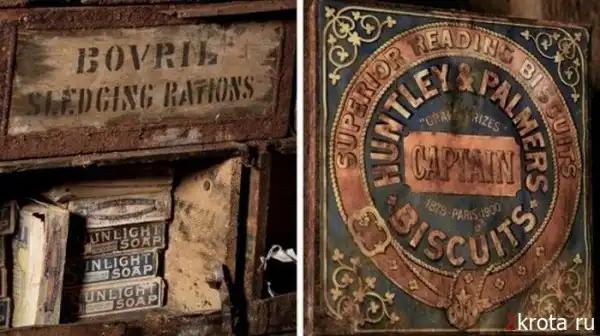 BOVRIL
SLEDGING RATIONS
SUNLIGHT
SOAP
SUNLIGHT
SOAP
SUNLIGHT
SOAP
SUPERIOR READING BISCUITS
HUNTLEY & PALMERS
"GRAND PRIZES"
CAPTAIN
1878-PARIS-1900
BISCUITS
krota ru